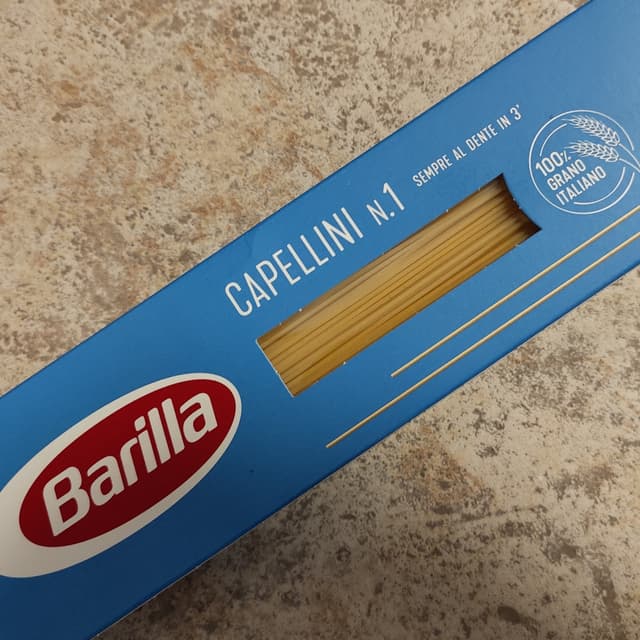 Barilla
CAPELLINI N.1
SEMPRE AL DENTE IN 3'
100%
GRANO
ITALIANO